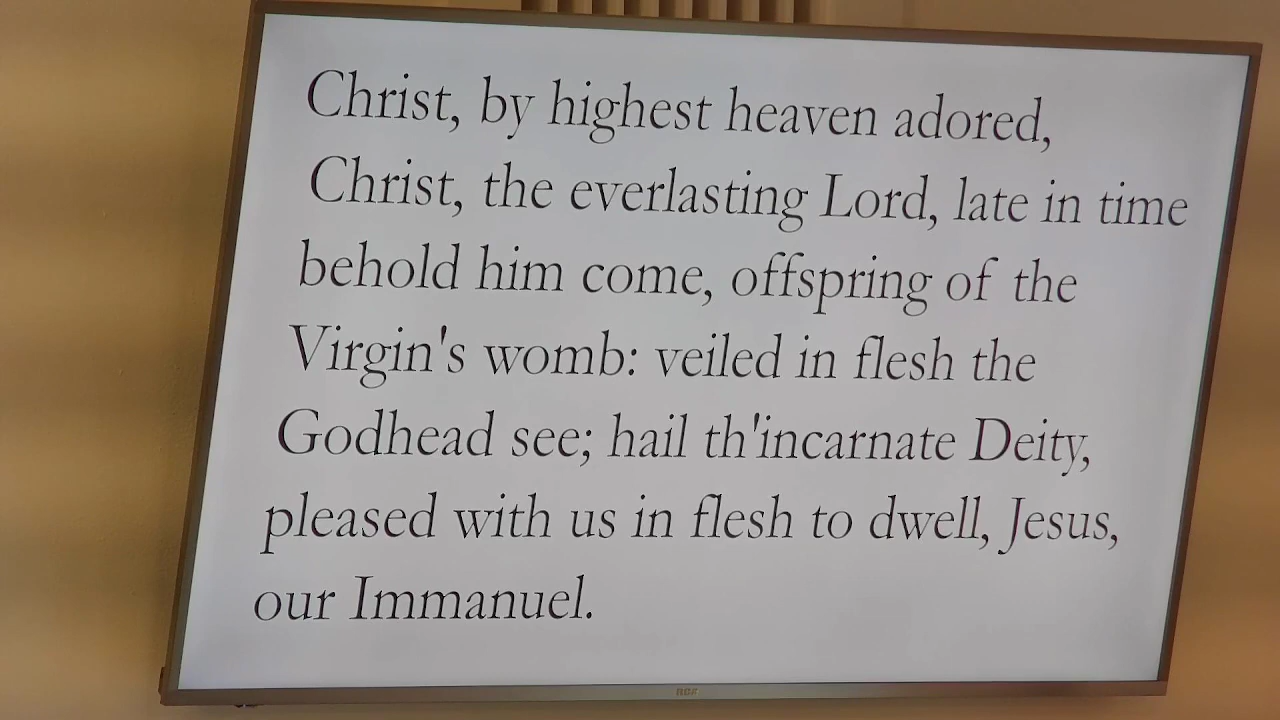 Christ, by highest heaven adored,
Christ, the everlasting Lord, late in time
behold him come, offspring of the
Virgin's womb: veiled in flesh the
Godhead see; hail th'incarnate Deity,
pleased with us in flesh to dwell, Jesus,
our Immanuel.
RCA